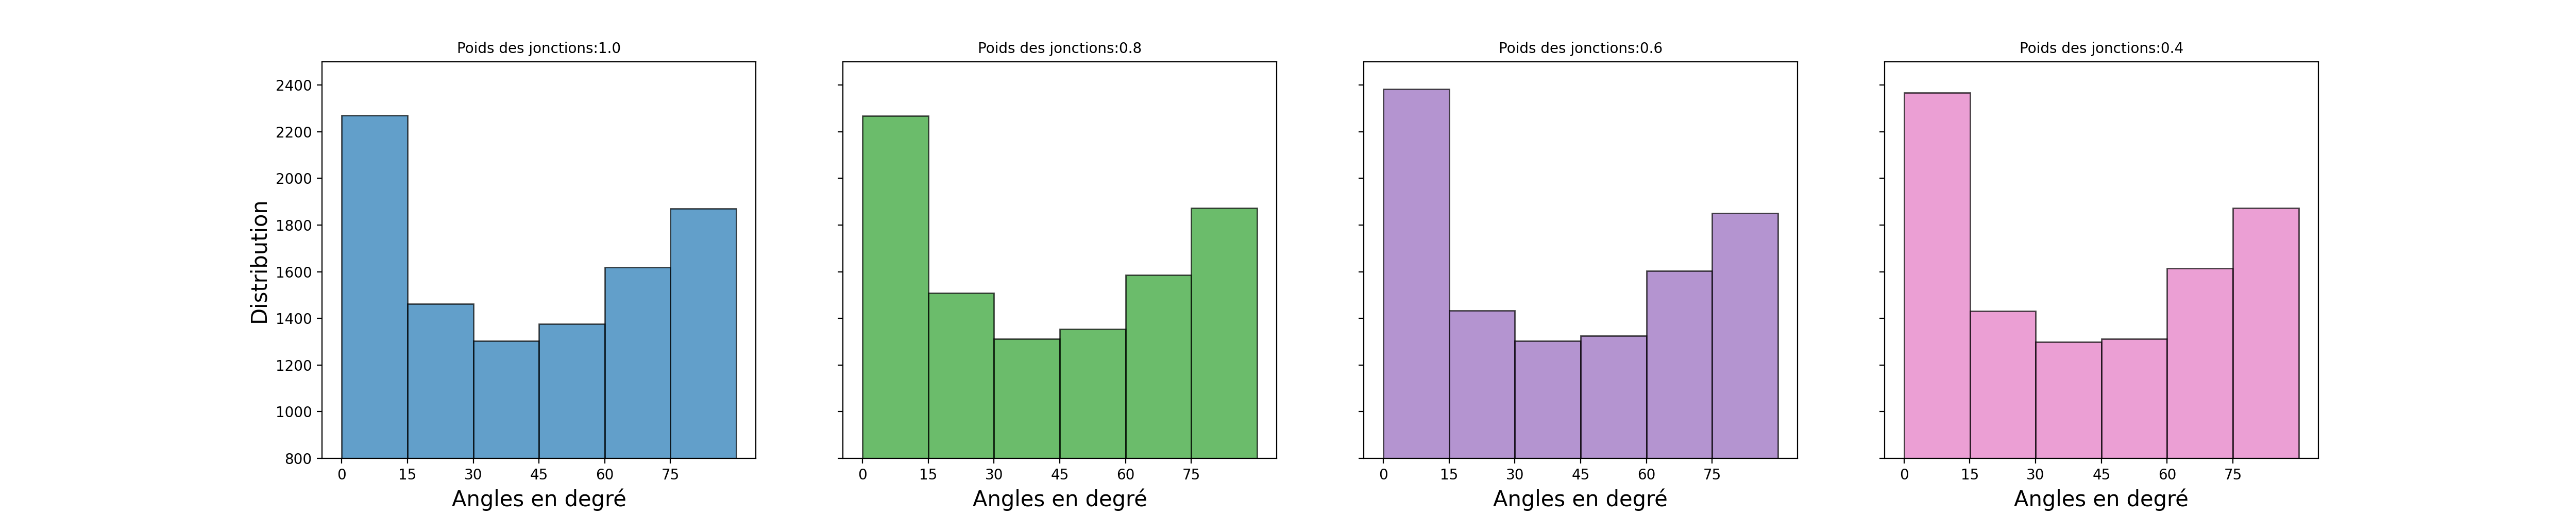 Poids des jonctions:1.0
Poids des jonctions:0.8
Poids des jonctions:0.6
Poids des jonctions:0.4
Distribution
2400
2200
2000
1800
1600
1400
1200
1000
800
0 15 30 45 60 75
0 15 30 45 60 75
0 15 30 45 60 75
0 15 30 45 60 75
Angles en degré
Angles en degré
Angles en degré
Angles en degré